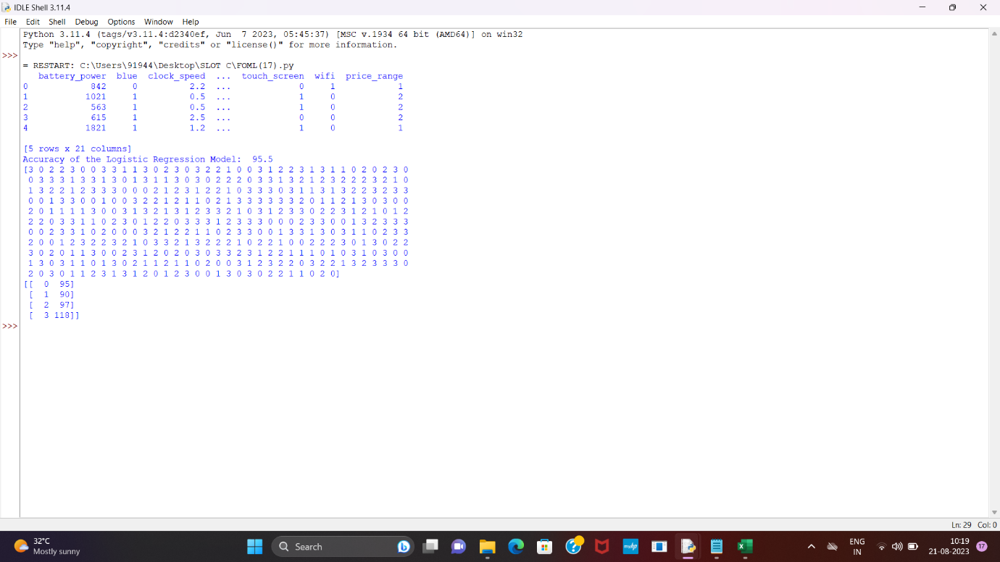 IDLE Shell 3.11.4
File Edit Shell Debug Options Window Help
Python 3.11.4 (tags/v3.11.4:d2340ef, Jun  7 2023, 05:45:37) [MSC v.1934 64 bit (AMD64)] on win32
Type "help", "copyright", "credits" or "license()" for more information.
>>>
= RESTART: C:\Users\91944\Desktop\SLOT C\FOML(17).py
   battery_power  blue  clock_speed  ...  touch_screen  wifi  price_range
0            842     0          2.2  ...             0     1            1
1           1021     1          0.5  ...             1     0            2
2            563     1          0.5  ...             1     0            2
3            615     1          2.5  ...             0     0            2
4           1821     1          1.2  ...             1     0            1
[5 rows x 21 columns]
Accuracy of the Logistic Regression Model:  95.5
[3 0 2 2 3 0 0 3 3 1 1 3 0 2 3 0 3 2 2 1 0 0 3 1 2 2 3 1 3 1 1 0 2 0 2 3 0
 0 3 3 3 1 3 3 1 3 0 1 3 1 1 3 0 3 0 2 2 2 0 3 3 1 3 2 1 2 3 2 2 2 3 2 1 0
 1 3 2 2 1 2 3 3 3 0 0 0 2 1 2 3 1 2 2 1 0 3 3 3 0 3 1 1 3 1 3 2 2 3 2 3 3
 0 0 1 3 3 0 0 1 0 0 3 2 2 1 2 1 1 0 2 1 3 3 3 3 3 3 2 0 1 1 2 1 3 0 3 0 0
 2 0 1 1 1 1 3 0 0 3 1 3 2 1 3 1 2 3 3 2 1 0 3 1 2 3 3 0 2 2 3 1 2 1 0 1 2
 2 2 0 3 3 1 1 0 2 3 0 1 2 2 0 3 3 3 1 2 3 3 3 0 0 0 2 3 3 0 0 1 3 2 3 3 3
 0 0 2 3 3 1 0 2 0 0 0 3 2 1 2 2 1 1 0 2 3 3 0 0 1 3 3 1 3 0 3 1 1 0 2 3 3
 2 0 0 1 2 3 2 2 3 2 1 0 3 3 2 1 3 2 2 2 1 0 2 2 1 0 0 2 2 2 3 0 1 3 0 2 2
 3 0 2 0 1 1 3 0 0 2 3 1 2 0 2 0 3 0 3 3 2 3 1 2 2 1 1 1 0 1 0 3 1 0 3 0 0
 1 3 0 3 1 1 0 1 3 0 2 1 1 2 1 1 0 2 0 0 3 1 2 3 2 2 0 3 2 2 1 3 2 3 3 3 0
 2 0 3 0 1 1 2 3 1 3 1 2 0 1 2 3 0 0 1 3 0 3 0 2 2 1 1 0 2 0]
[[  0  95]
 [  1  90]
 [  2  97]
 [  3 118]]
>>>
Ln: 29 Col: 0
32°C
Mostly sunny
Search
myhp
ENG
IN
10:19
21-08-2023
17